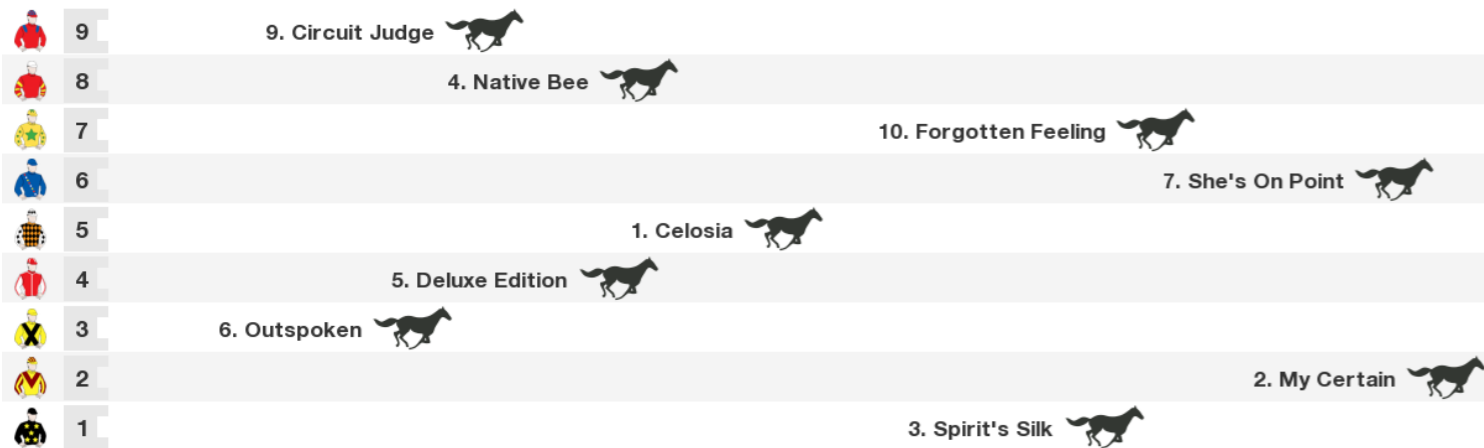 9 9. Circuit Judge
8 4. Native Bee
7 10. Forgotten Feeling
6 7. She's On Point
5 1. Celosia
4 5. Deluxe Edition
3 6. Outspoken
2 2. My Certain
1 3. Spirit's Silk